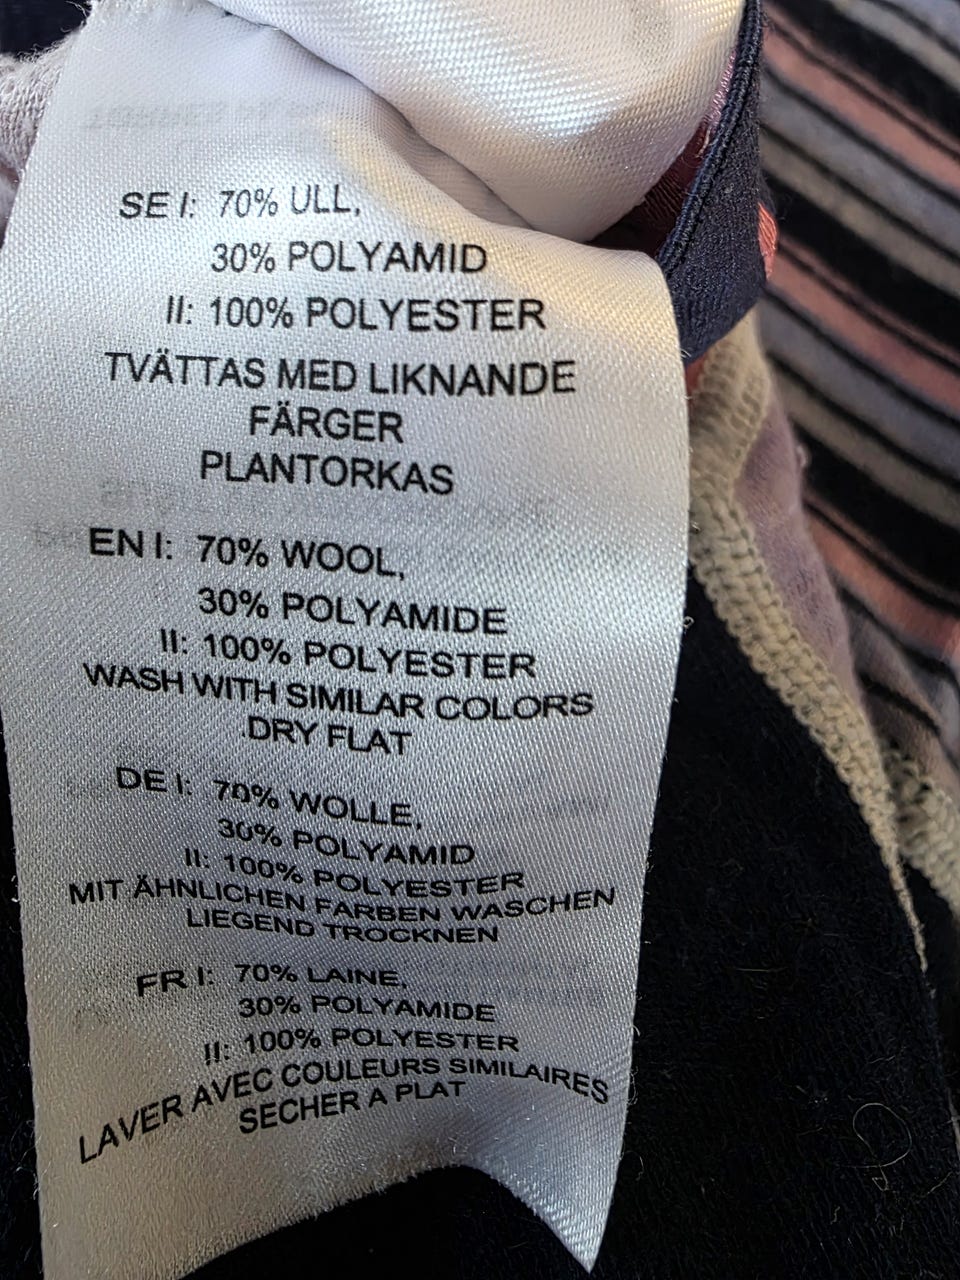 SE I: 70% ULL,
30% POLYAMID
II: 100% POLYESTER
TVÄTTAS MED LIKNANDE
FÄRGER
PLANTORKAS
EN I: 70% WOOL,
30% POLYAMIDE
II: 100% POLYESTER
WASH WITH SIMILAR COLORS
DRY FLAT
DE I: 70% WOLLE,
30% POLYAMID
II: 100% POLYESTER
MIT ÄHNLICHEN FARBEN WASCHEN
LIEGEND TROCKNEN
FR I: 70% LAINE,
30% POLYAMIDE
II: 100% POLYESTER
LAVER AVEC COULEURS SIMILAIRES
SECHER A PLAT